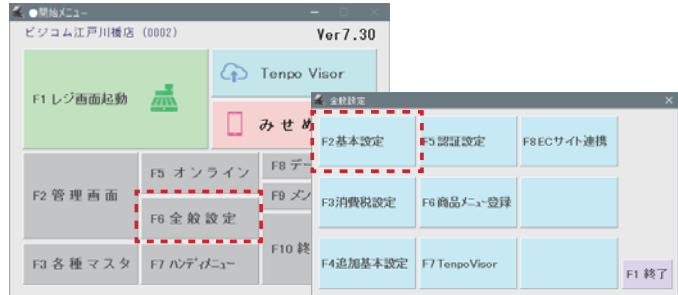 ●開始メニュー
ビジコム江戸川橋店 (0002)
Ver7.30
F1 レジ画面起動
Tenpo Visor
みせめ
F2 管理画面
F5 オンライン
F8 デー
F6 全般設定
F9 メン
F3 各種マスタ
F7 ハンディメニュー
F10 終
全般設定
F2基本設定
F5認証設定
F8ECサイト連携
F3消費税設定
F6商品メニュー登録
F4追加基本設定
F7TenpoVisor
F1 終了